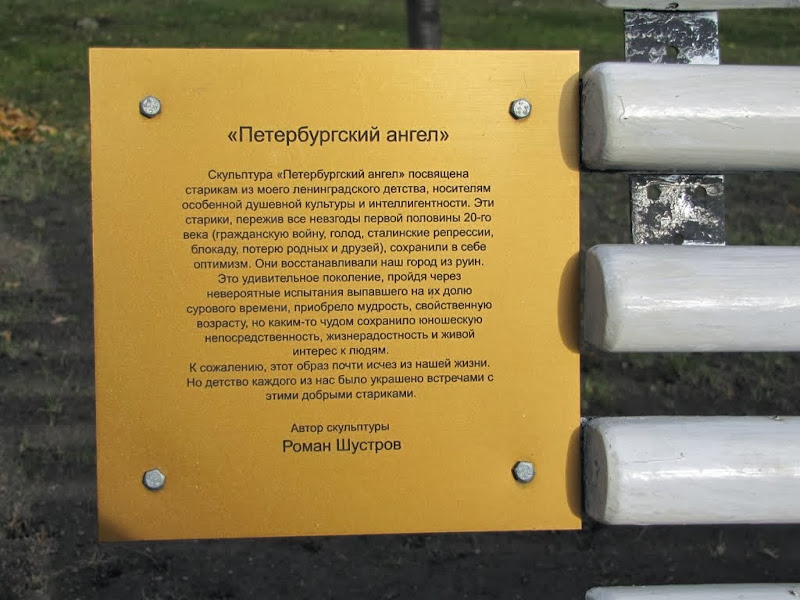 «Петербургский ангел»
Скульптура «Петербургский ангел» посвящена
старикам из моего ленинградского детства, носителям
особенной душевной культуры и интеллигентности. Эти
старики, пережив все невзгоды первой половины 20-го
века (гражданскую войну, голод, сталинские репрессии,
блокаду, потерю родных и друзей), сохранили в себе
оптимизм. Они восстанавливали наш город из руин.
Это удивительное поколение, пройдя через
невероятные испытания выпавшего на их долю
сурового времени, приобрело мудрость, свойственную
возрасту, но каким-то чудом сохранило юношескую
непосредственность, жизнерадостность и живой
интерес к людям.
К сожалению, этот образ почти исчез из нашей жизни.
Но детство каждого из нас было украшено встречами с
этими добрыми стариками.
Автор скульптуры
Роман Шустров